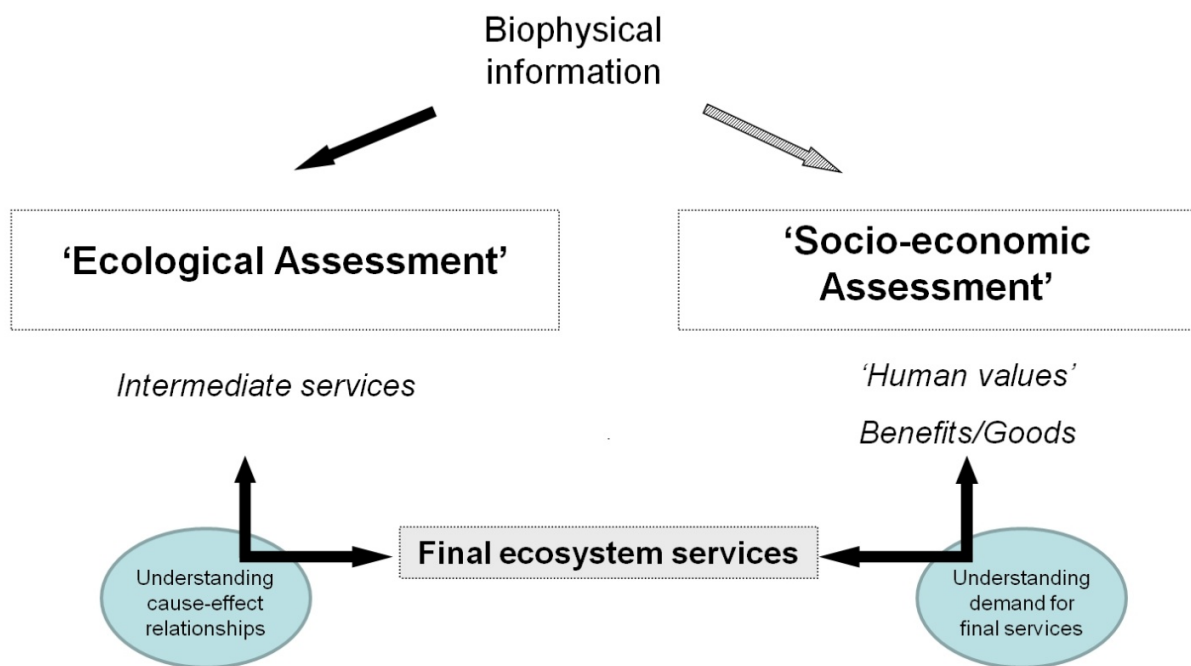 Biophysical
information
‘Ecological Assessment’
‘Socio-economic
Assessment’
Intermediate services
‘Human values’
Benefits/Goods
Final ecosystem services
Understanding
cause-effect
relationships
Understanding
demand for
final services